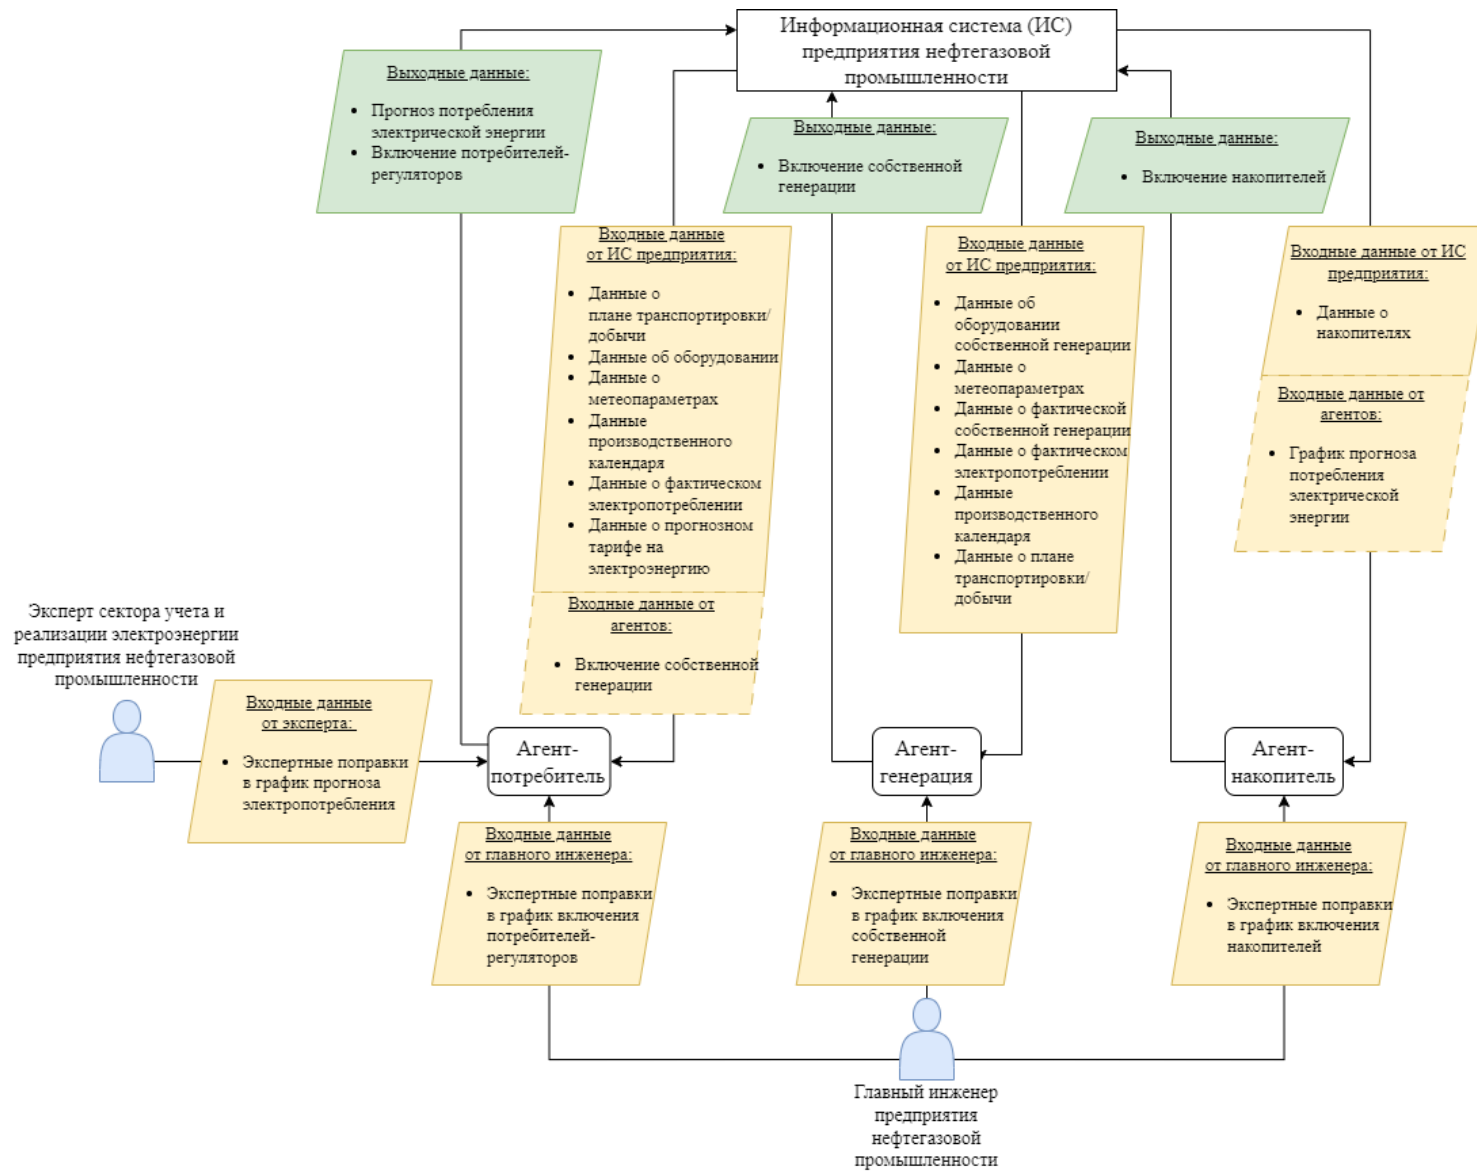 Информационная система (ИС)
предприятия нефтегазовой
промышленности
Выходные данные:
Прогноз потребления
электрической энергии
Включение потребителей-
регуляторов
Выходные данные:
Включение собственной
генерации
Выходные данные:
Включение накопителей
Входные данные
от ИС предприятия:
Данные о
плане транспортировки/
добычи
Данные об оборудовании
Данные о
метеопараметрах
Данные
производственного
календаря
Данные о фактическом
электропотреблении
Данные о прогнозном
тарифе на
электроэнергию
Входные данные от
агентов:
Включение собственной
генерации
Входные данные
от ИС предприятия:
Данные об
оборудовании
собственной генерации
Данные о
метеопараметрах
Данные о фактической
собственной генерации
Данные о фактическом
электропотреблении
Данные
производственного
календаря
Данные о плане
транспортировки/
добычи
Входные данные от ИС
предприятия:
Данные о
накопителях
Входные данные от
агентов:
График прогноза
потребления
электрической
энергии
Эксперт сектора учета и
реализации электроэнергии
предприятия нефтегазовой
промышленности
Входные данные
от эксперта:
Экспертные поправки
в график прогноза
электропотребления
Агент-
потребитель
Агент-
генерация
Агент-
накопитель
Входные данные
от главного инженера:
Экспертные поправки
в график включения
потребителей-
регуляторов
Входные данные
от главного инженера:
Экспертные поправки
в график включения
собственной
генерации
Входные данные
от главного инженера:
Экспертные поправки
в график включения
накопителей
Главный инженер
предприятия
нефтегазовой
промышленности